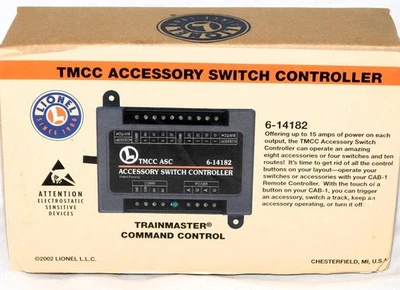 TMCC ACCESSORY SWITCH CONTROLLER
LIONEL
SINCE 1900
TMCC ASC 6-14182
ACCESSORY SWITCH CONTROLLER
6-14182
Offering up to 15 amps of power on each
output, the TMCC Accessory Switch
Controller can operate an amazing
eight accessories or four switches and ten
routes! It's time to get rid of all the control
buttons on your layout—operate your
switches or accessories with your CAB-1
Remote Controller. With the touch of a
button on your CAB-1, you can trigger
an accessory, switch a track, keep an
accessory operating, or turn it off.
ATTENTION
ELECTROSTATIC
SENSITIVE
DEVICES
TRAINMASTER®
COMMAND CONTROL
©2002 LIONEL L.L.C.
CHESTERFIELD, MI, U.S.A